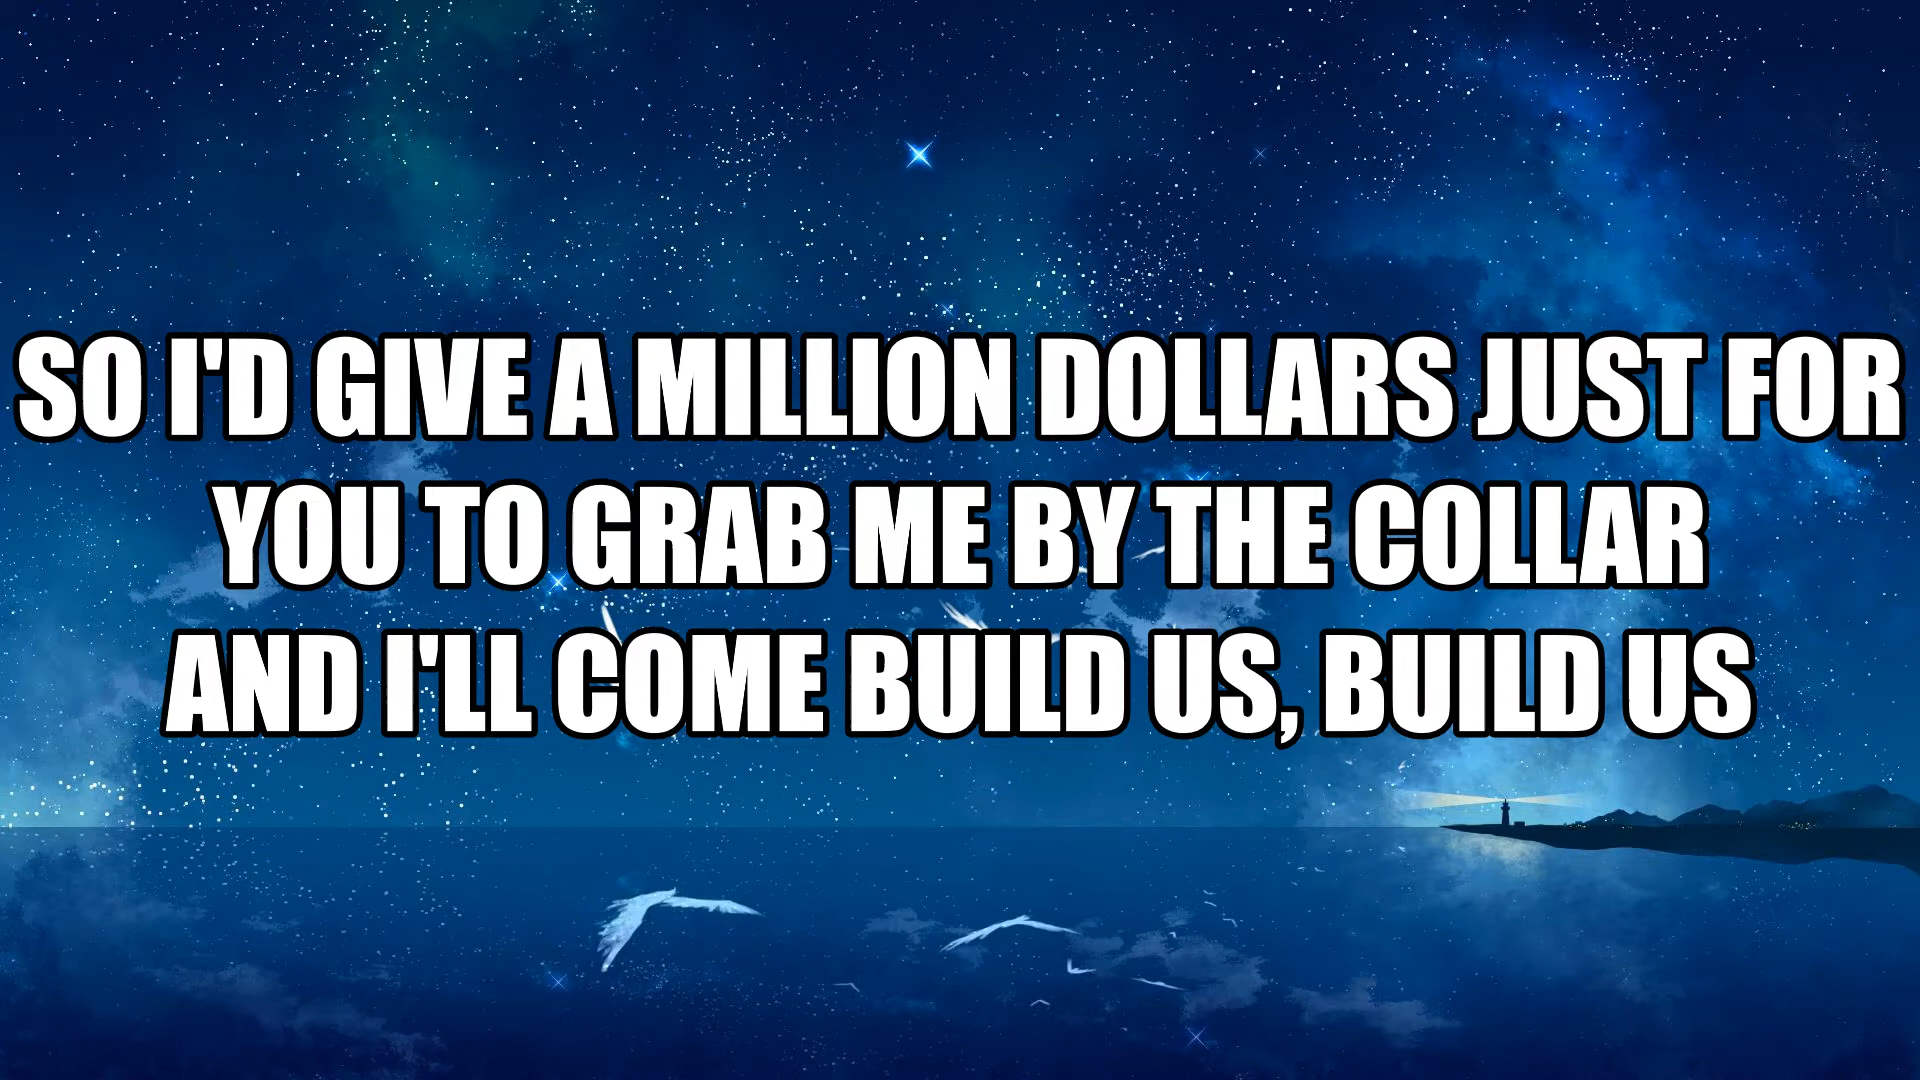 SO I'D GIVE A MILLION DOLLARS JUST FOR
YOU TO GRAB ME BY THE COLLAR
AND I'LL COME BUILD US, BUILD US